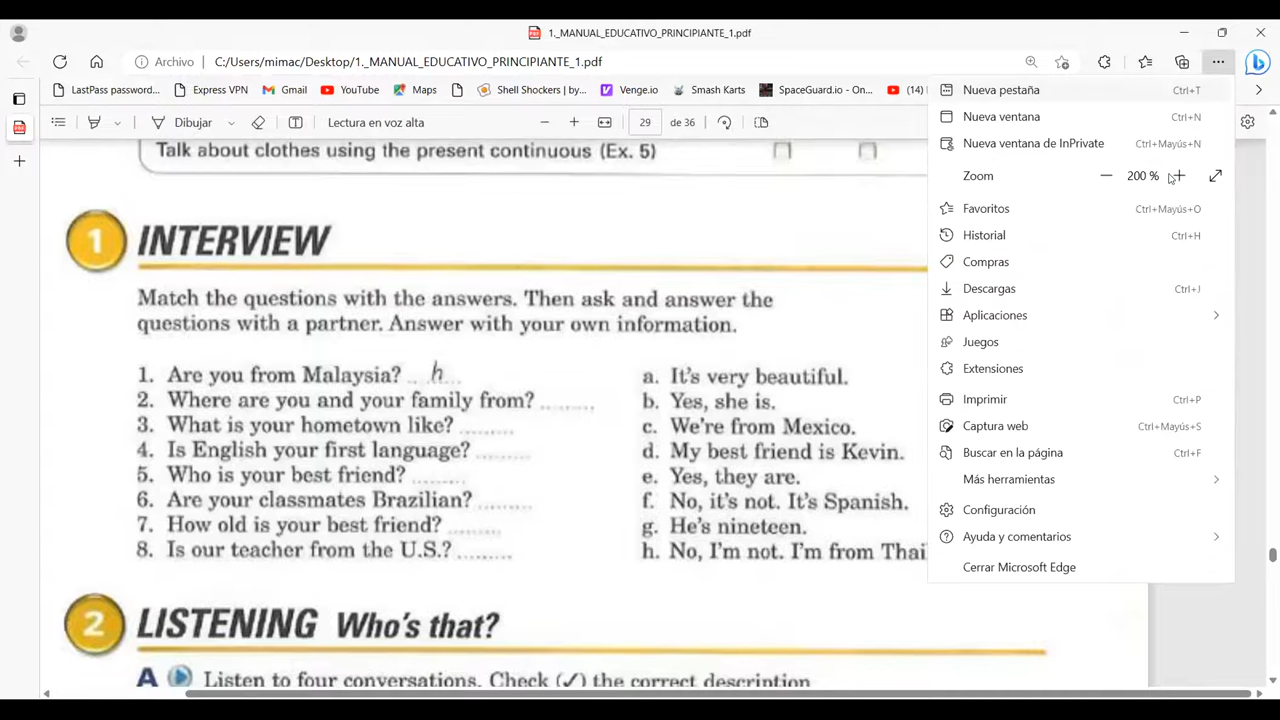 1._MANUAL_EDUCATIVO_PRINCIPIANTE_1.pdf
Archivo C:/Users/mimac/Desktop/1._MANUAL_EDUCATIVO_PRINCIPIANTE_1.pdf
LastPass password... Express VPN Gmail YouTube Maps Shell Shockers | by... Venge.io Smash Karts SpaceGuard.io - On... (14)
Dibujar Lectura en voz alta 29 de 36
Talk about clothes using the present continuous (Ex. 5)
1 INTERVIEW
Match the questions with the answers. Then ask and answer the
questions with a partner. Answer with your own information.
1. Are you from Malaysia? .. h ..
2. Where are you and your family from? .........
3. What is your hometown like? .........
4. Is English your first language? .........
5. Who is your best friend? .........
6. Are your classmates Brazilian? .........
7. How old is your best friend? .........
8. Is our teacher from the U.S.? .........
a. It's very beautiful.
b. Yes, she is.
c. We're from Mexico.
d. My best friend is Kevin.
e. Yes, they are.
f. No, it's not. It's Spanish.
g. He's nineteen.
h. No, I'm not. I'm from Thai
2 LISTENING Who's that?
A Listen to four conversations. Check (✓) the correct description
Nueva pestaña Ctrl+T
Nueva ventana Ctrl+N
Nueva ventana de InPrivate Ctrl+Mayús+N
Zoom — 200 % +
Favoritos Ctrl+Mayús+O
Historial Ctrl+H
Compras
Descargas Ctrl+J
Aplicaciones
Juegos
Extensiones
Imprimir Ctrl+P
Captura web Ctrl+Mayús+S
Buscar en la página Ctrl+F
Más herramientas
Configuración
Ayuda y comentarios
Cerrar Microsoft Edge